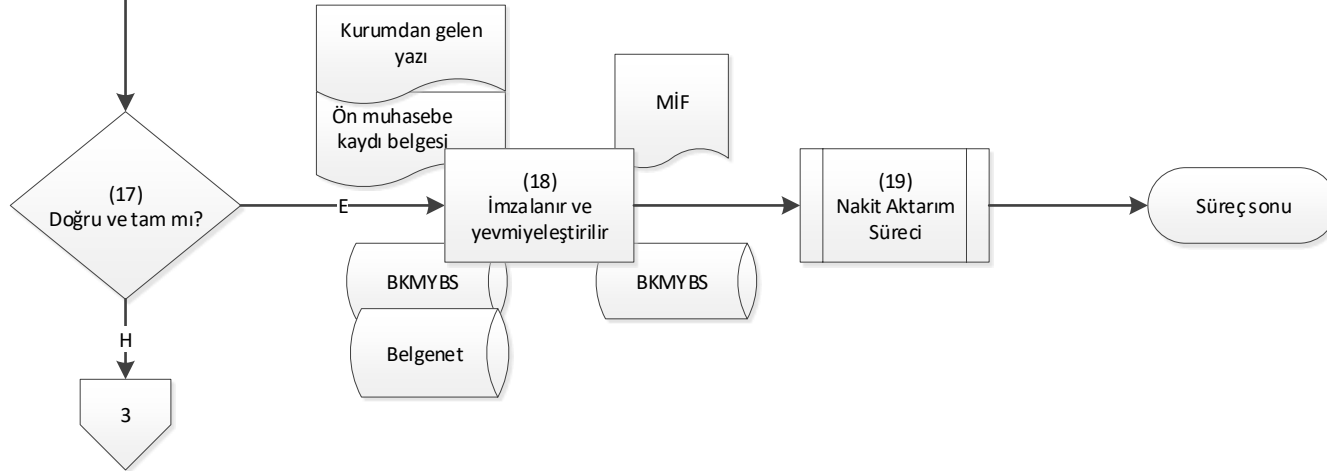 Kurumdan gelen
yazı
Ön muhasebe
kaydı belgesi
MİF
(17)
Doğru ve tam mı?
E
(18)
İmzalanır ve
yevmiyeleştirilir
(19)
Nakit Aktarım
Süreci
Süreç sonu
BKMYBS
BKMYBS
Belgenet
H
3